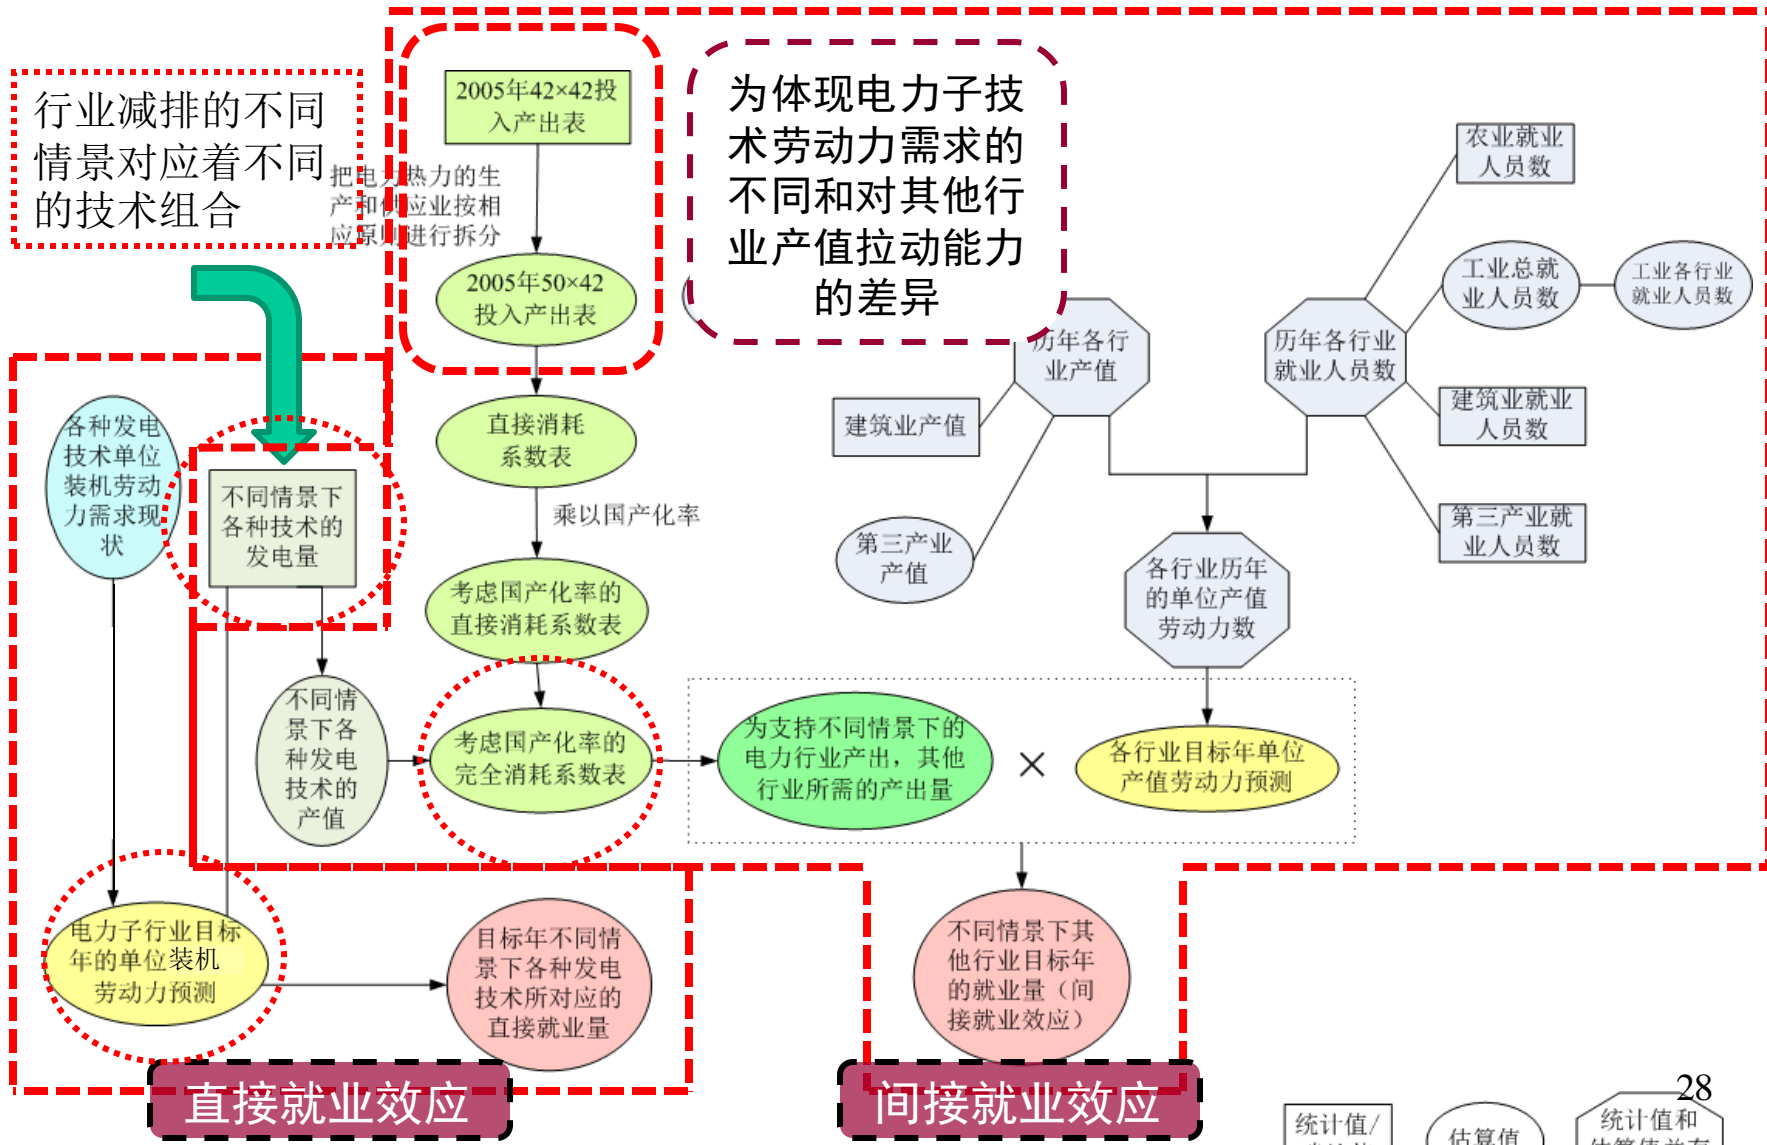 行业减排的不同
情景对应着不同
的技术组合
2005年42×42投
入产出表
把电力热力的生
产和供应业按相
应原则进行拆分
2005年50×42
投入产出表
为体现电力子技
术劳动力需求的
不同和对其他行
业产值拉动能力
的差异
农业就业
人员数
工业总就
业人员数
工业各行业
就业人员数
历年各行
业产值
历年各行业
就业人员数
建筑业产值
建筑业就业
人员数
第三产业
产值
第三产业就
业人员数
各行业历年
的单位产值
劳动力数
各种发电
技术单位
装机劳动
力需求现
状
不同情景下
各种技术的
发电量
直接消耗
系数表
乘以国产化率
考虑国产化率的
直接消耗系数表
不同情
景下各
种发电
技术的
产值
考虑国产化率的
完全消耗系数表
为支持不同情景下的
电力行业产出，其他
行业所需的产出量
×
各行业目标年单位
产值劳动力预测
电力子行业目标
年的单位装机
劳动力预测
目标年不同情
景下各种发电
技术所对应的
直接就业量
不同情景下其
他行业目标年
的就业量（间
接就业效应）
直接就业效应
间接就业效应
28
统计值/
估算值
统计值和